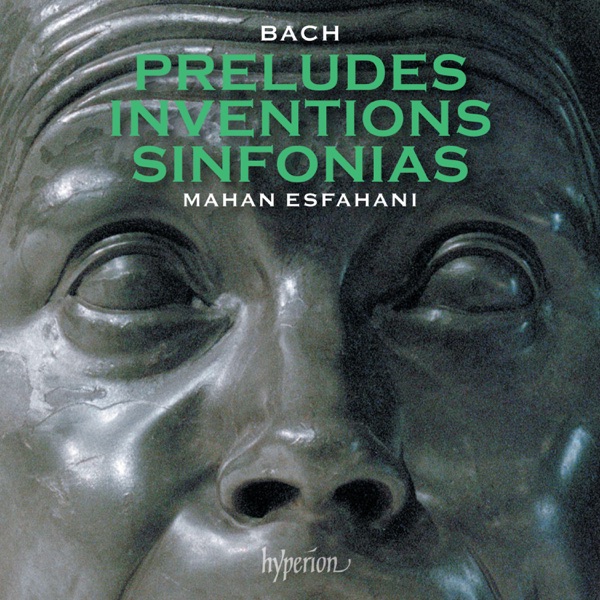 BACH
PRELUDES
INVENTIONS
SINFONIAS
MAHAN ESFAHANI
hyperion